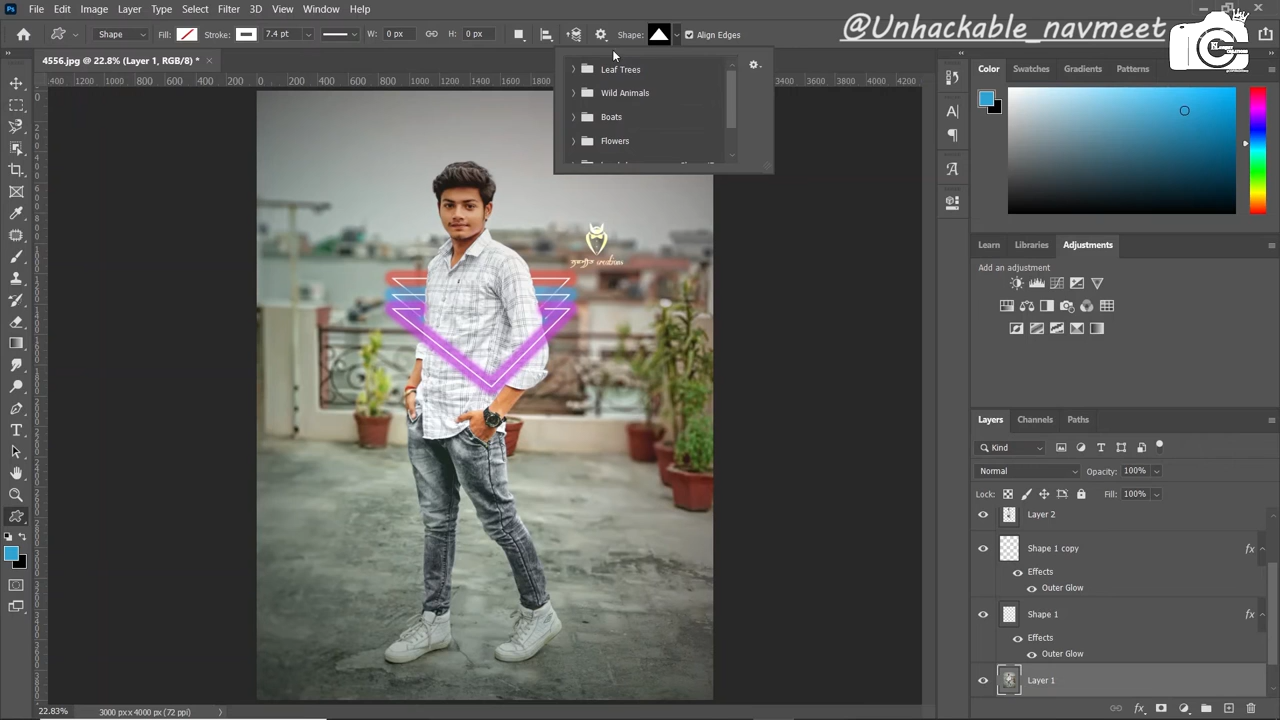 File Edit Image Layer Type Select Filter 3D View Window Help
@Unhackable_navmeet
Shape Fill: Stroke: 7.4 pt W: 0 px H: 0 px Shape: Align Edges
4556.jpg @ 22.8% (Layer 1, RGB/8) *
Leaf Trees
Wild Animals
Boats
Flowers
Color Swatches Gradients Patterns
Learn Libraries Adjustments
Add an adjustment
Layers Channels Paths
Kind
Normal Opacity: 100%
Lock: Fill: 100%
Layer 2
Shape 1 copy fx
Effects
Outer Glow
Shape 1 fx
Effects
Outer Glow
Layer 1
22.83% 3000 px x 4000 px (72 ppi)